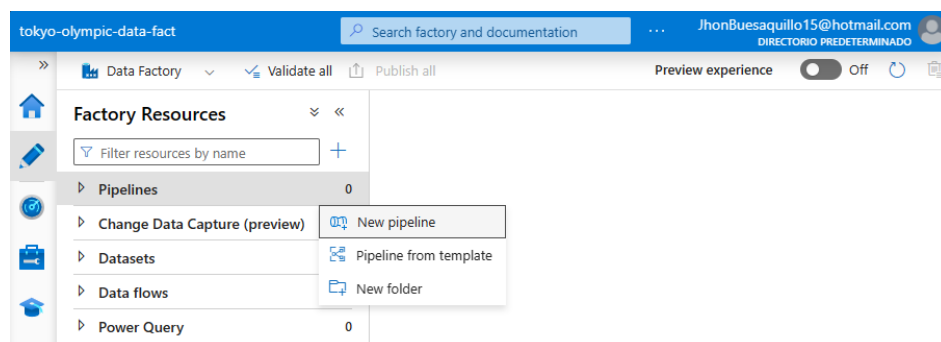 tokyo-olympic-data-fact
Search factory and documentation
...
JhonBuesaquillo15@hotmail.com
DIRECTORIO PREDETERMINADO
»
Data Factory
Validate all
Publish all
Preview experience
Off
Factory Resources
«
Filter resources by name
+
Pipelines
0
Change Data Capture (preview)
New pipeline
Datasets
Pipeline from template
Data flows
New folder
Power Query
0